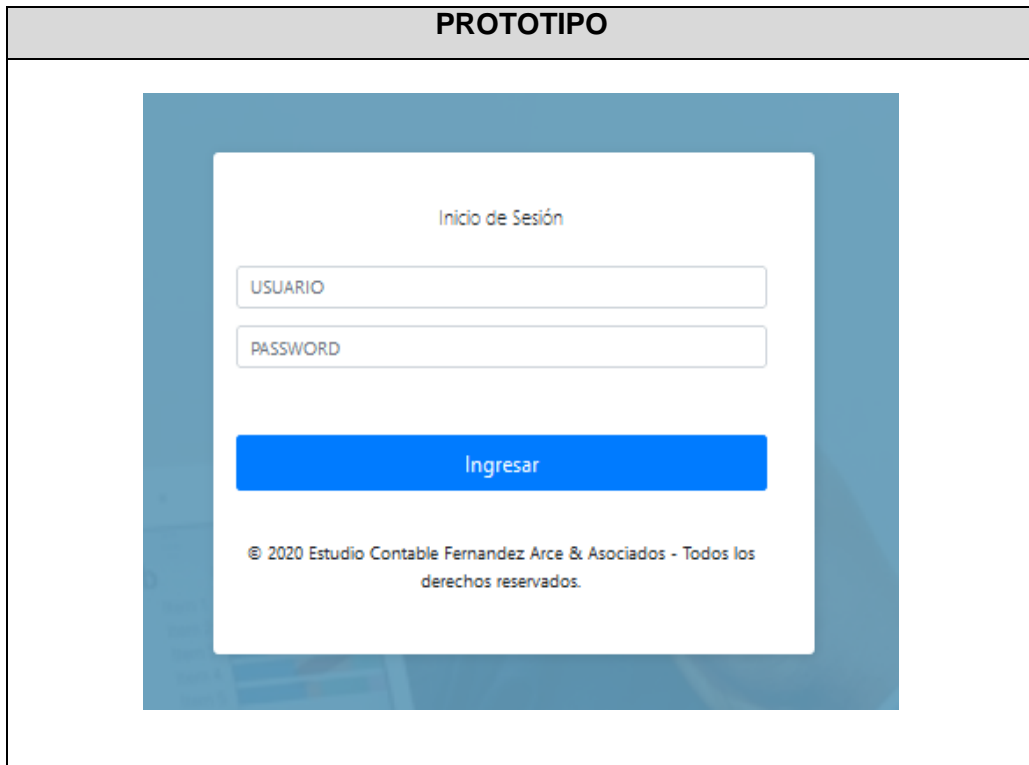 PROTOTIPO
Inicio de Sesión
USUARIO
PASSWORD
Ingresar
© 2020 Estudio Contable Fernandez Arce & Asociados - Todos los
derechos reservados.